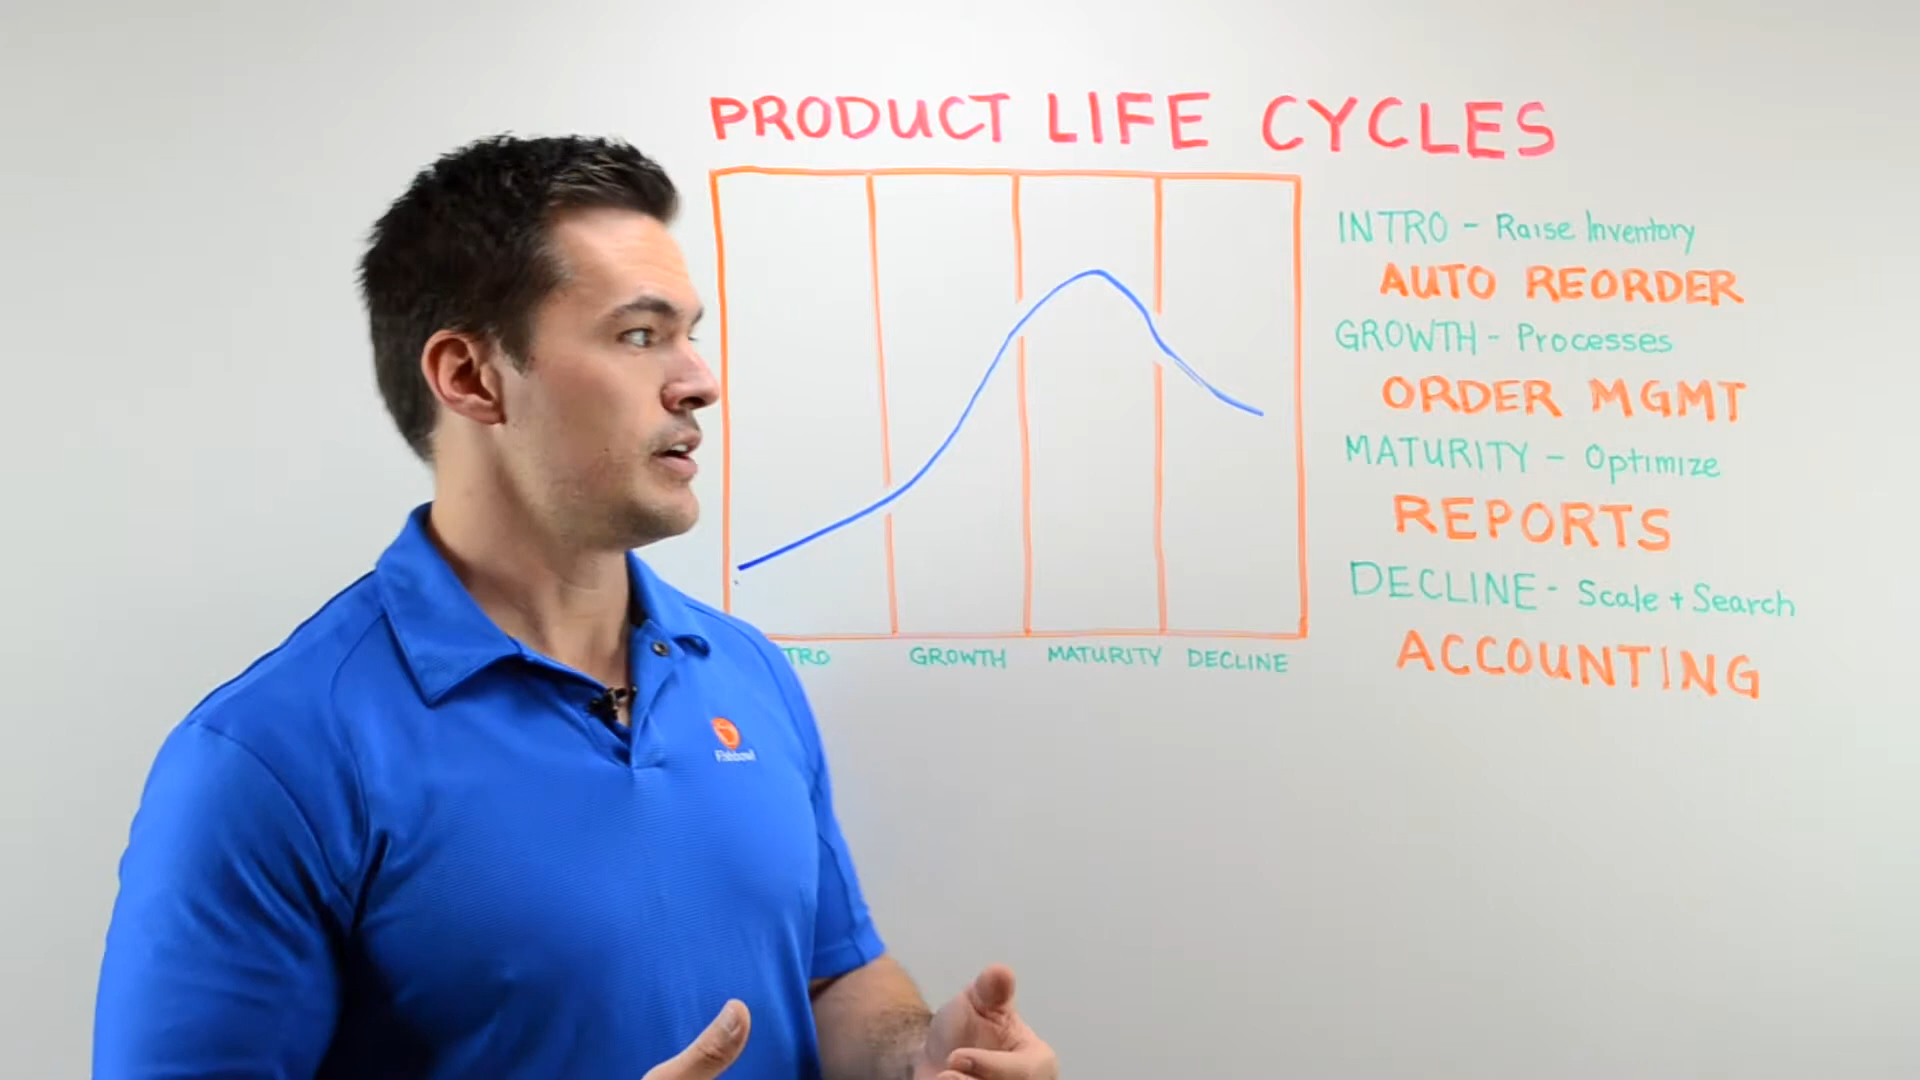 PRODUCT LIFE CYCLES
INTRO - Raise Inventory
AUTO REORDER
GROWTH - Processes
ORDER MGMT
MATURITY - Optimize
REPORTS
DECLINE - Scale + Search
ACCOUNTING
TRO GROWTH MATURITY DECLINE
Fishbowl